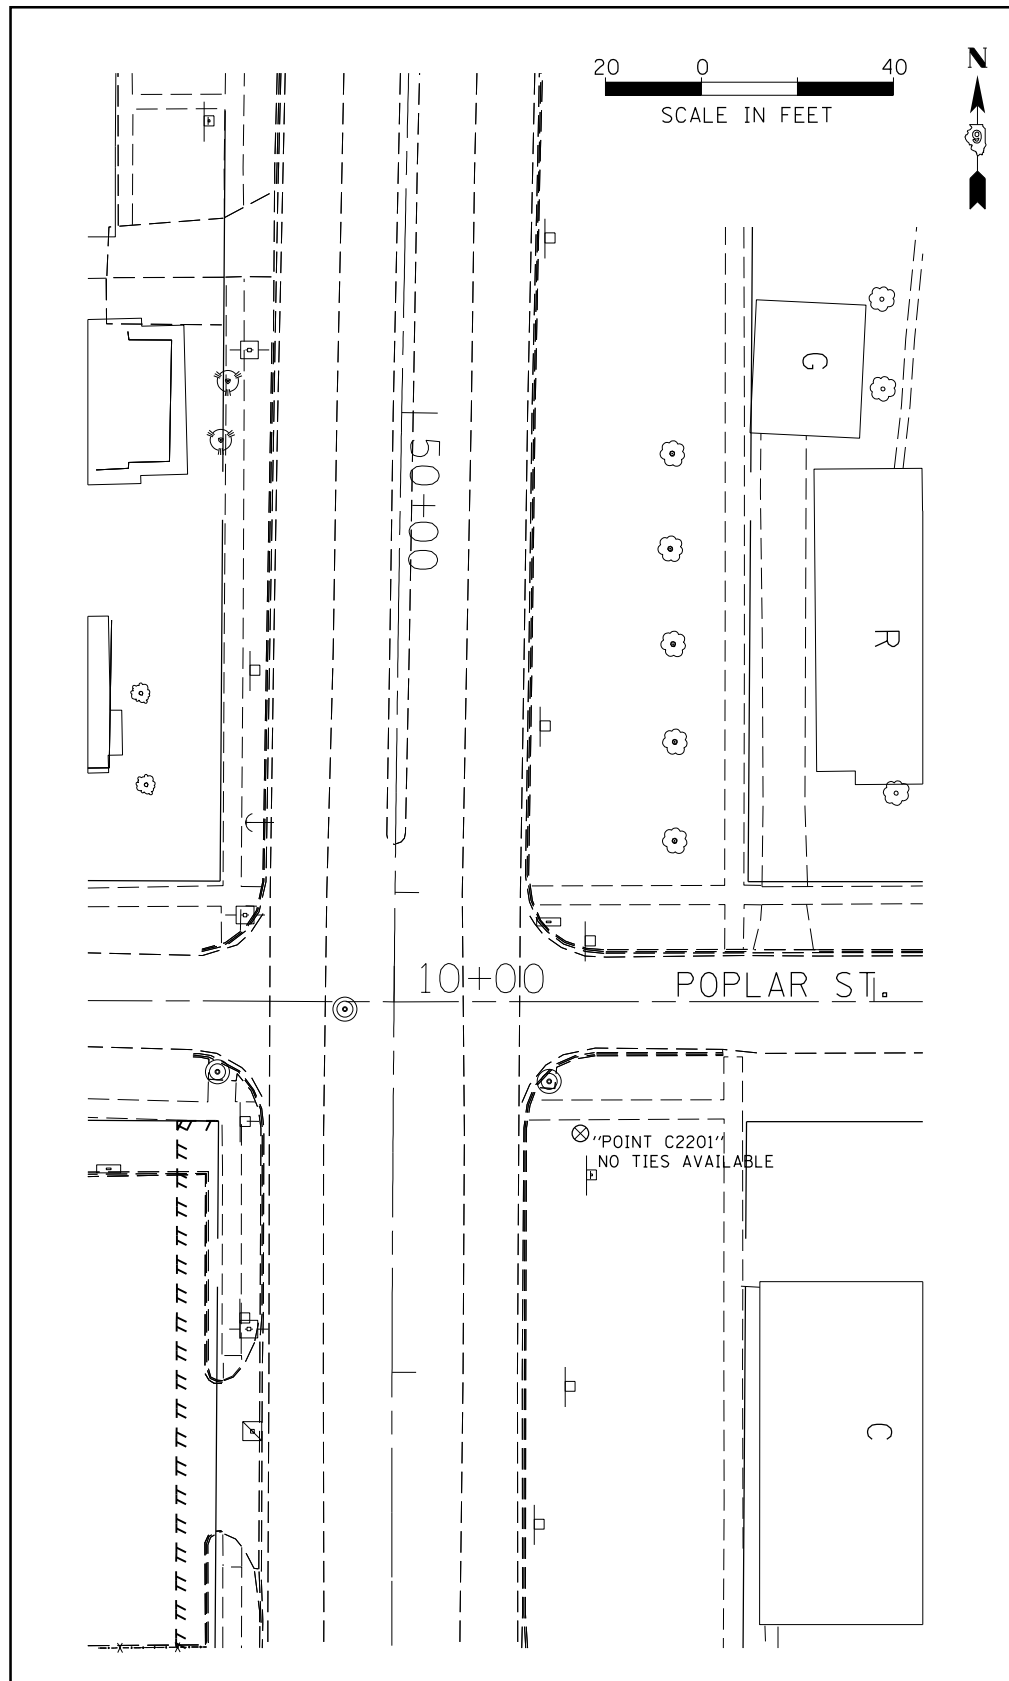 N
20 0 40
SCALE IN FEET
G
50+00
R
10+00 POPLAR ST.
"POINT C2201"
NO TIES AVAILABLE
C